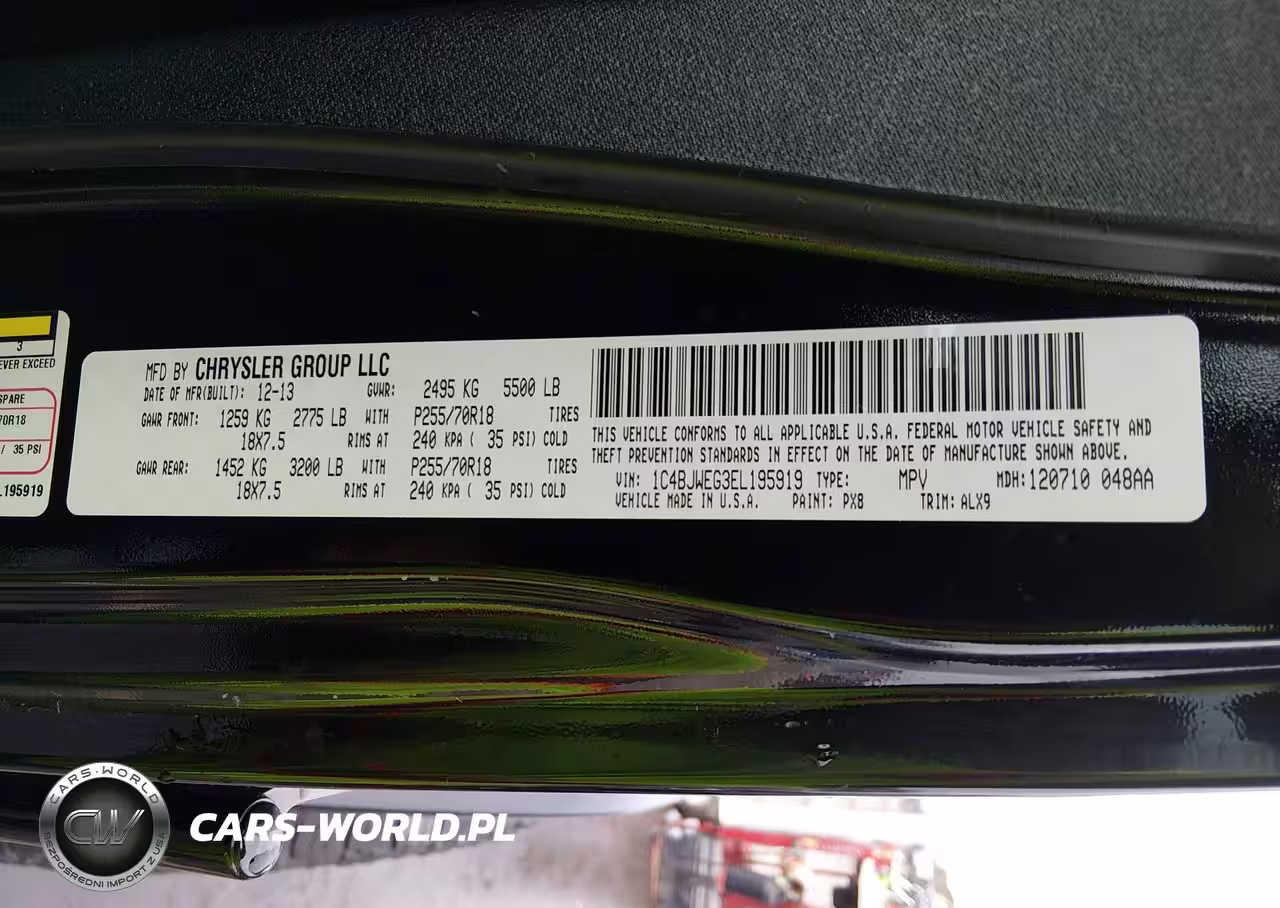 3
EVER EXCEED
SPARE
70R18
/ 35 PSI
L195919
MFD BY CHRYSLER GROUP LLC
DATE OF MFR(BUILT): 12-13 GVWR: 2495 KG 5500 LB
GAWR FRONT: 1259 KG 2775 LB WITH P255/70R18 TIRES
18X7.5 RIMS AT 240 KPA ( 35 PSI) COLD
GAWR REAR: 1452 KG 3200 LB WITH P255/70R18 TIRES
18X7.5 RIMS AT 240 KPA ( 35 PSI) COLD
THIS VEHICLE CONFORMS TO ALL APPLICABLE U.S.A. FEDERAL MOTOR VEHICLE SAFETY AND
THEFT PREVENTION STANDARDS IN EFFECT ON THE DATE OF MANUFACTURE SHOWN ABOVE.
VIN: 1C4BJWEG3EL195919 TYPE: MPV MDH: 120710 048AA
VEHICLE MADE IN U.S.A. PAINT: PX8 TRIM: ALX9
CARS-WORLD
CW
BEZPOŚREDNI IMPORT Z USA
CARS-WORLD.PL